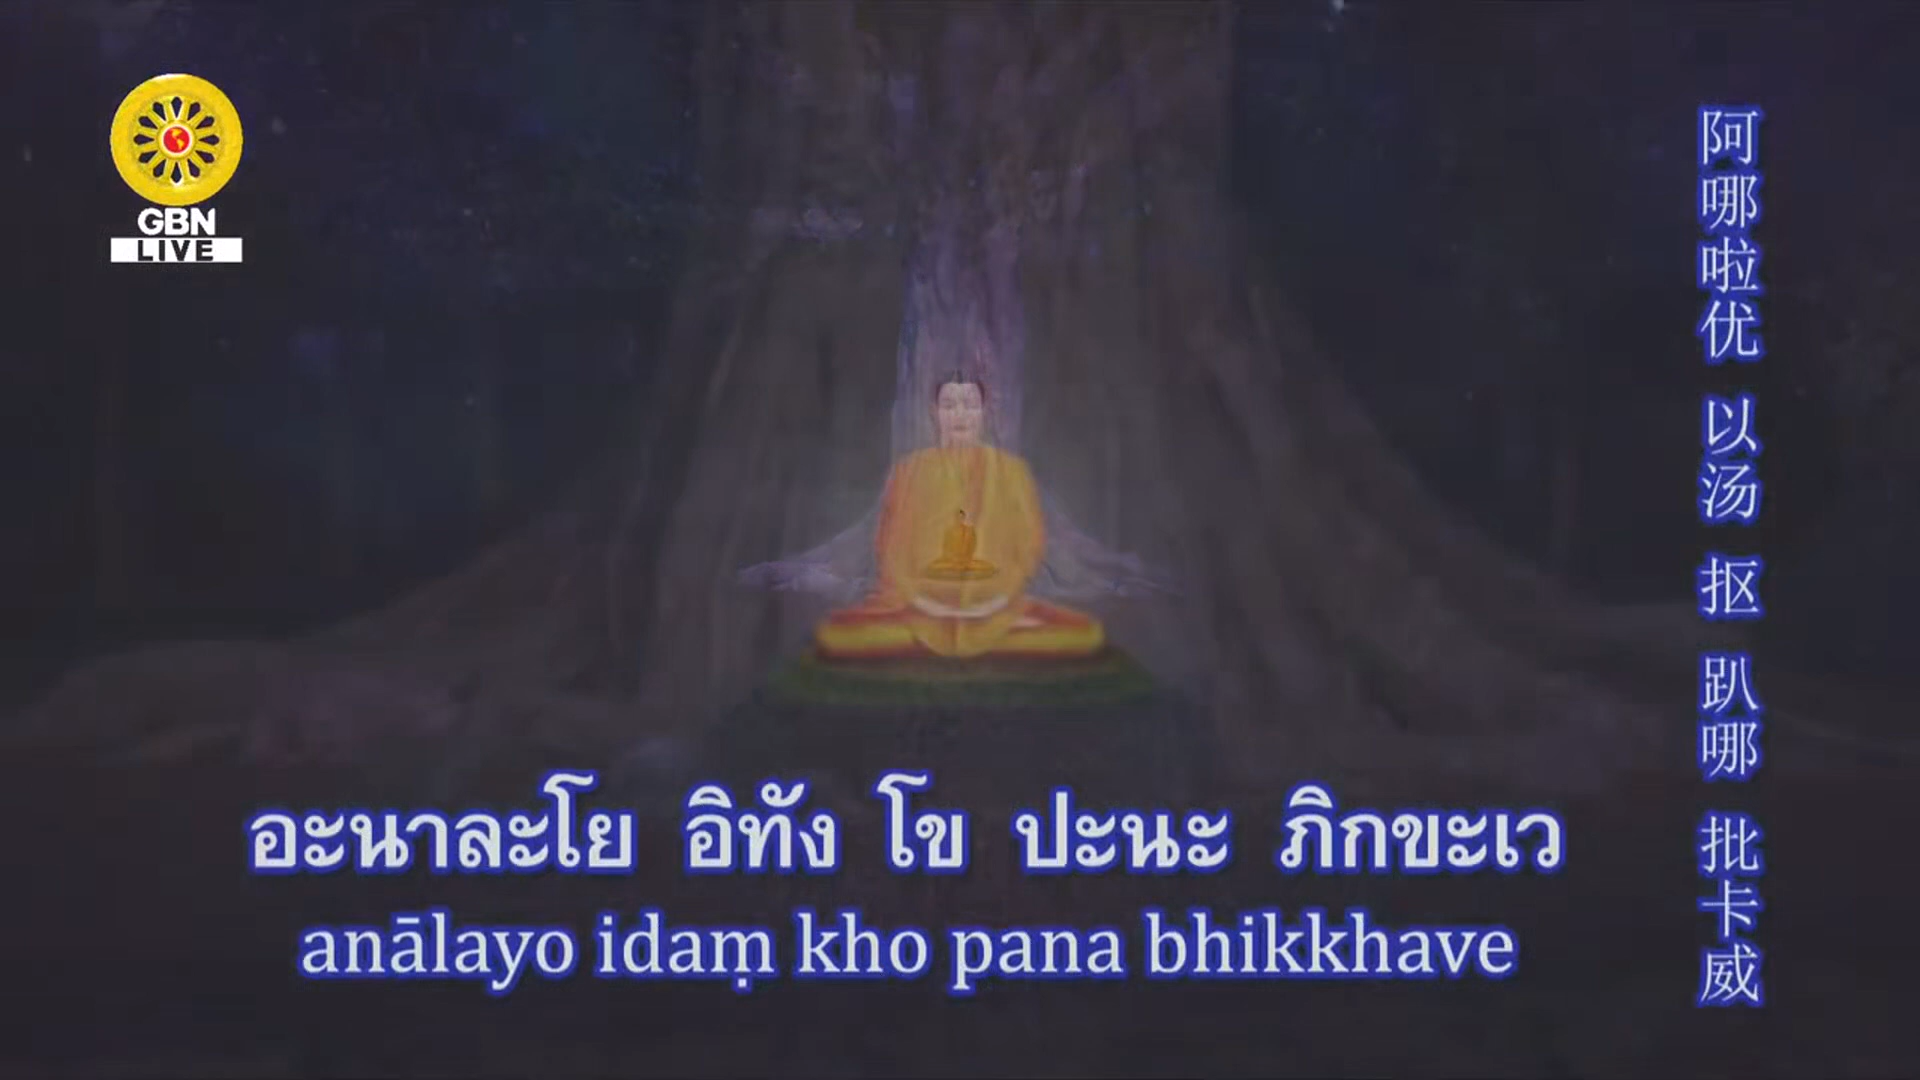 GBN
LIVE
อะนาละโย อิทัง โข ปะนะ ภิกขะเว
anālayo idaṃ kho pana bhikkhave
阿哪啦优 以汤 抠 趴哪 批卡威